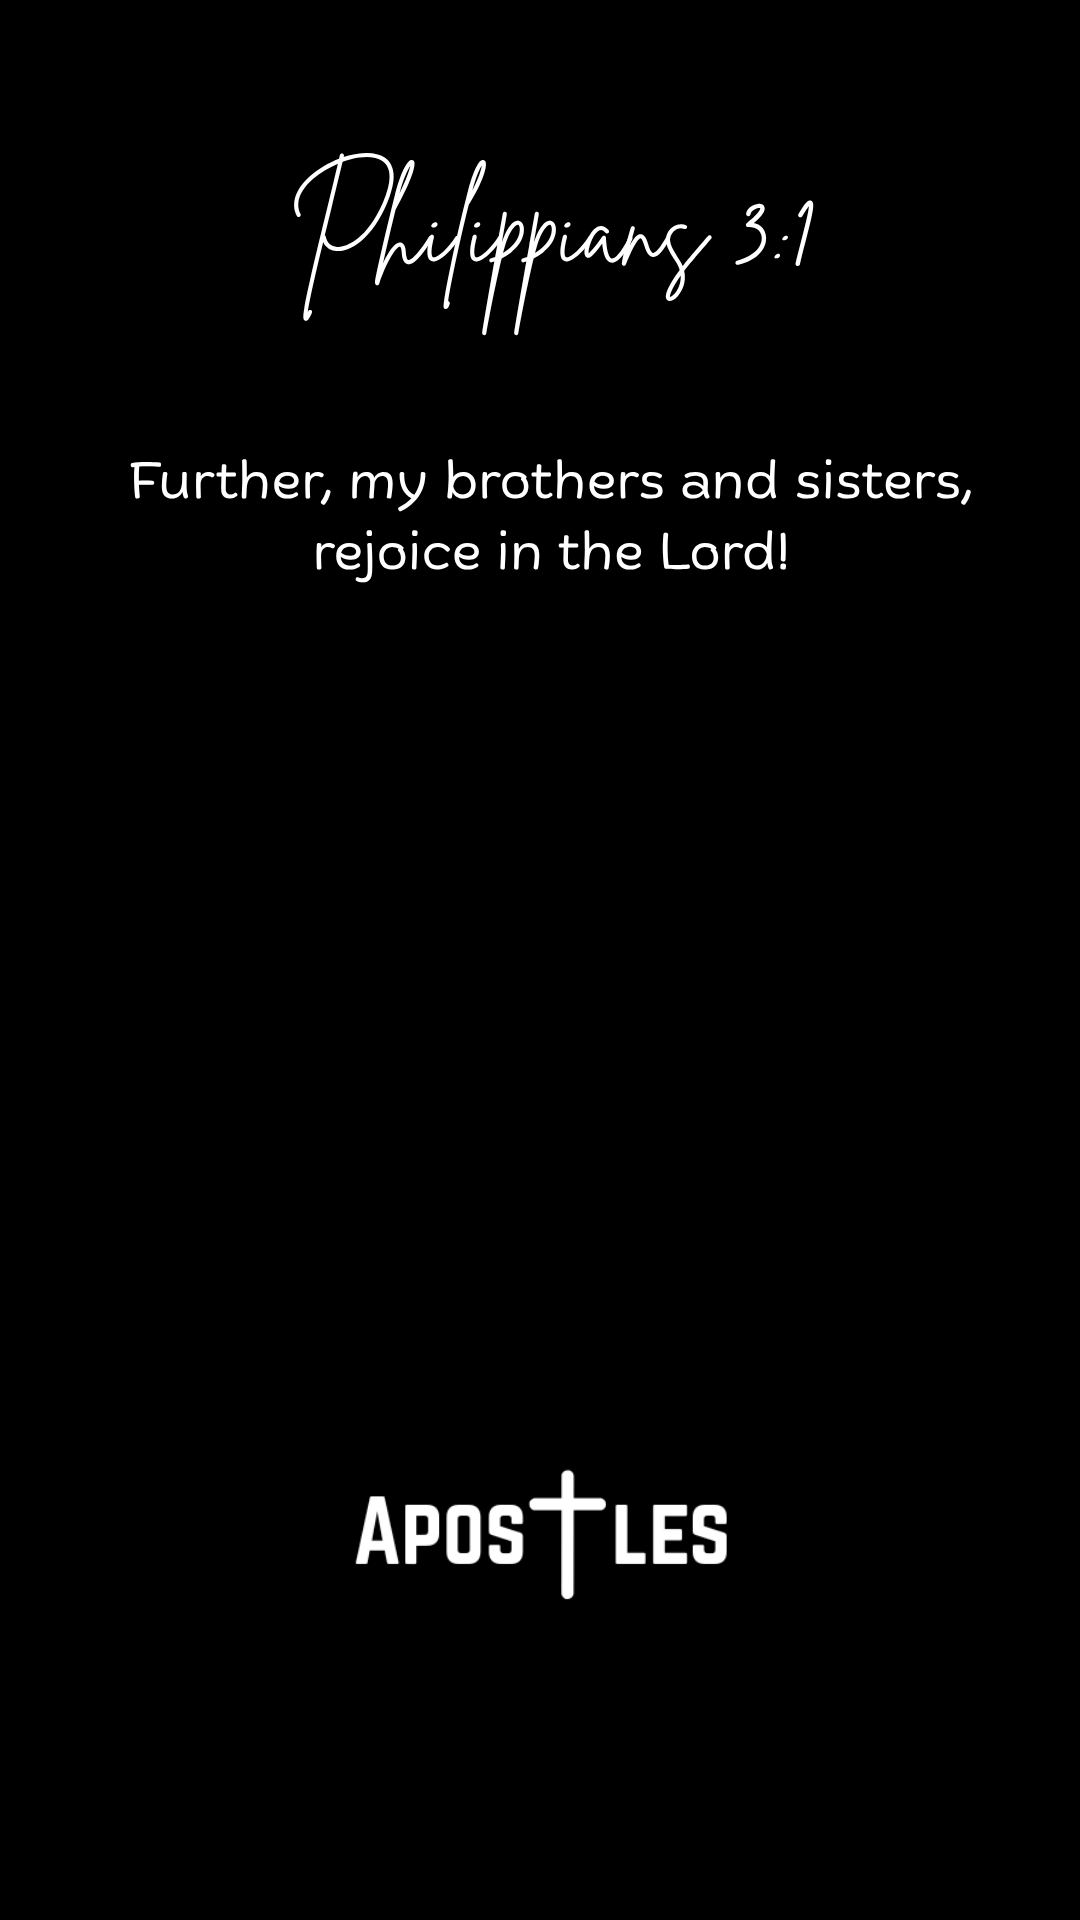 Philippians 3:1
Further, my brothers and sisters,
rejoice in the Lord!
APOSTLES